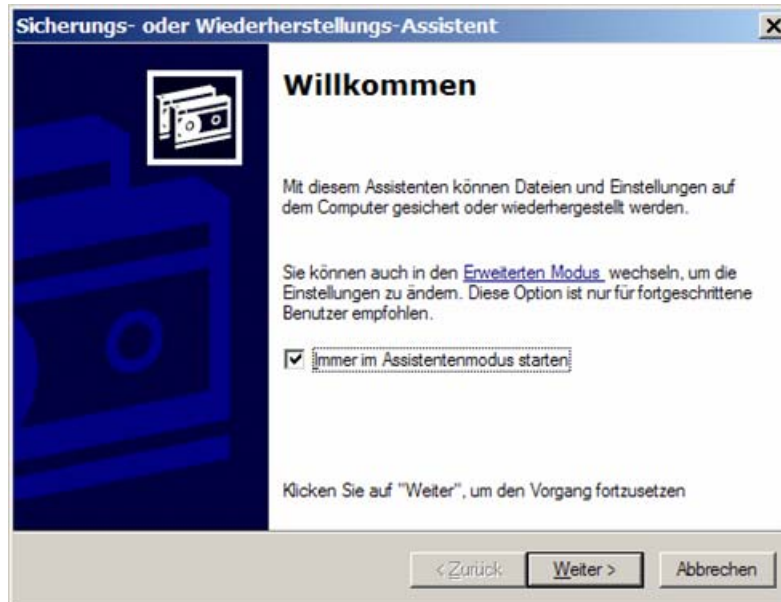 Sicherungs- oder Wiederherstellungs-Assistent
Willkommen
Mit diesem Assistenten können Dateien und Einstellungen auf
dem Computer gesichert oder wiederhergestellt werden.
Sie können auch in den Erweiterten Modus wechseln, um die
Einstellungen zu ändern. Diese Option ist nur für fortgeschrittene
Benutzer empfohlen.
Immer im Assistentenmodus starten
Klicken Sie auf "Weiter", um den Vorgang fortzusetzen
< Zurück Weiter > Abbrechen